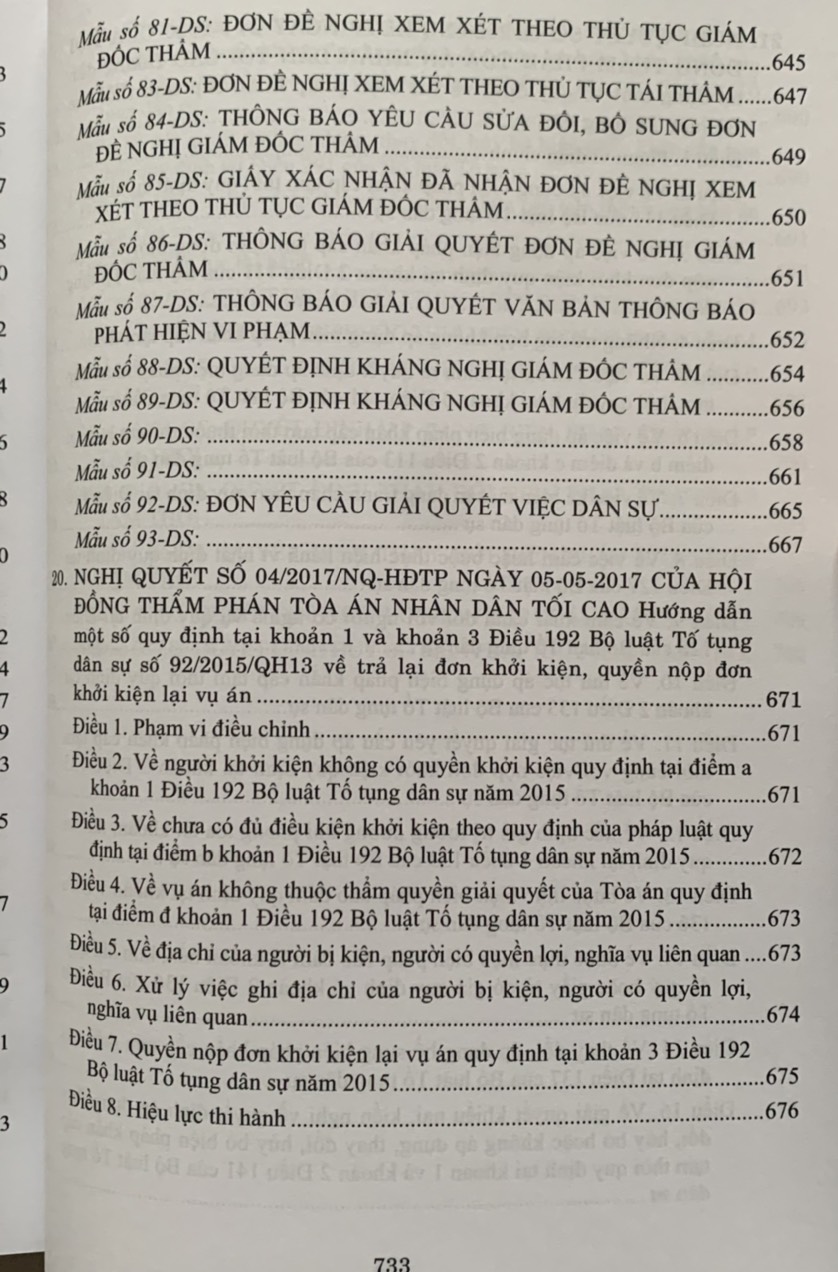 Mẫu số 81-DS: ĐƠN ĐỀ NGHỊ XEM XÉT THEO THỦ TỤC GIÁM
ĐỐC THẨM ........................645
Mẫu số 83-DS: ĐƠN ĐỀ NGHỊ XEM XÉT THEO THỦ TỤC TÁI THẨM ......647
Mẫu số 84-DS: THÔNG BÁO YÊU CẦU SỬA ĐỔI, BỔ SUNG ĐƠN
ĐỀ NGHỊ GIÁM ĐỐC THẨM ........................649
Mẫu số 85-DS: GIẤY XÁC NHẬN ĐÃ NHẬN ĐƠN ĐỀ NGHỊ XEM
XÉT THEO THỦ TỤC GIÁM ĐỐC THẨM........................650
Mẫu số 86-DS: THÔNG BÁO GIẢI QUYẾT ĐƠN ĐỀ NGHỊ GIÁM
ĐỐC THẨM ........................651
Mẫu số 87-DS: THÔNG BÁO GIẢI QUYẾT VĂN BẢN THÔNG BÁO
PHÁT HIỆN VI PHẠM........................652
Mẫu số 88-DS: QUYẾT ĐỊNH KHÁNG NGHỊ GIÁM ĐỐC THẨM ...........654
Mẫu số 89-DS: QUYẾT ĐỊNH KHÁNG NGHỊ GIÁM ĐỐC THẨM ...........656
Mẫu số 90-DS: ........................658
Mẫu số 91-DS: ........................661
Mẫu số 92-DS: ĐƠN YÊU CẦU GIẢI QUYẾT VIỆC DÂN SỰ...................665
Mẫu số 93-DS: ........................667
20. NGHỊ QUYẾT SỐ 04/2017/NQ-HĐTP NGÀY 05-05-2017 CỦA HỘI
ĐỒNG THẨM PHÁN TÒA ÁN NHÂN DÂN TỐI CAO Hướng dẫn
một số quy định tại khoản 1 và khoản 3 Điều 192 Bộ luật Tố tụng
dân sự số 92/2015/QH13 về trả lại đơn khởi kiện, quyền nộp đơn
khởi kiện lại vụ án ........................671
Điều 1. Phạm vi điều chỉnh ........................671
Điều 2. Về người khởi kiện không có quyền khởi kiện quy định tại điểm a
khoản 1 Điều 192 Bộ luật Tố tụng dân sự năm 2015 ........................671
Điều 3. Về chưa có đủ điều kiện khởi kiện theo quy định của pháp luật quy
định tại điểm b khoản 1 Điều 192 Bộ luật Tố tụng dân sự năm 2015.............672
Điều 4. Về vụ án không thuộc thẩm quyền giải quyết của Tòa án quy định
tại điểm đ khoản 1 Điều 192 Bộ luật Tố tụng dân sự năm 2015 .................673
Điều 5. Về địa chỉ của người bị kiện, người có quyền lợi, nghĩa vụ liên quan ....673
Điều 6. Xử lý việc ghi địa chỉ của người bị kiện, người có quyền lợi,
nghĩa vụ liên quan........................674
Điều 7. Quyền nộp đơn khởi kiện lại vụ án quy định tại khoản 3 Điều 192
Bộ luật Tố tụng dân sự năm 2015........................675
Điều 8. Hiệu lực thi hành ........................676
733